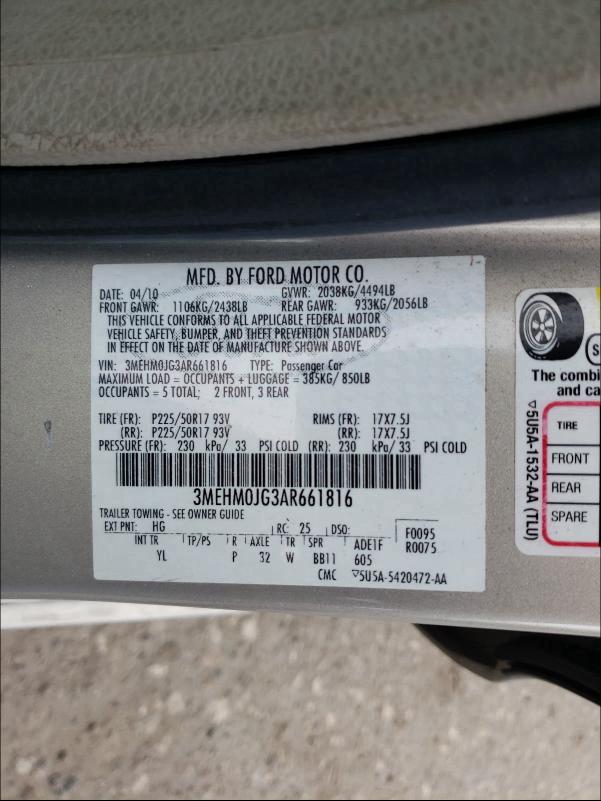 MFD. BY FORD MOTOR CO.
DATE: 04/10 GVWR: 2038KG/4494LB
FRONT GAWR: 1106KG/2438LB REAR GAWR: 933KG/2056LB
THIS VEHICLE CONFORMS TO ALL APPLICABLE FEDERAL MOTOR
VEHICLE SAFETY, BUMPER, AND THEFT PREVENTION STANDARDS
IN EFFECT ON THE DATE OF MANUFACTURE SHOWN ABOVE.
VIN: 3MEHM0JG3AR661816 TYPE: Passenger Car
MAXIMUM LOAD = OCCUPANTS + LUGGAGE = 385KG/ 850LB
OCCUPANTS = 5 TOTAL; 2 FRONT, 3 REAR
TIRE (FR): P225/50R17 93V RIMS (FR): 17X7.5J
(RR): P225/50R17 93V (RR): 17X7.5J
PRESSURE (FR): 230 kPa/ 33 PSI COLD (RR): 230 kPa/ 33 PSI COLD
3MEHM0JG3AR661816
TRAILER TOWING - SEE OWNER GUIDE
EXT PNT: HG RC: 25 DSO: F0095
R0075
INT TR TP/PS R AXLE TR SPR ADE1F
YL P 32 W BB11 605
CMC ▽5U5A-5420472-AA
The combi
and ca
TIRE
FRONT
REAR
SPARE
▽5U5A-1532-AA (TLU)